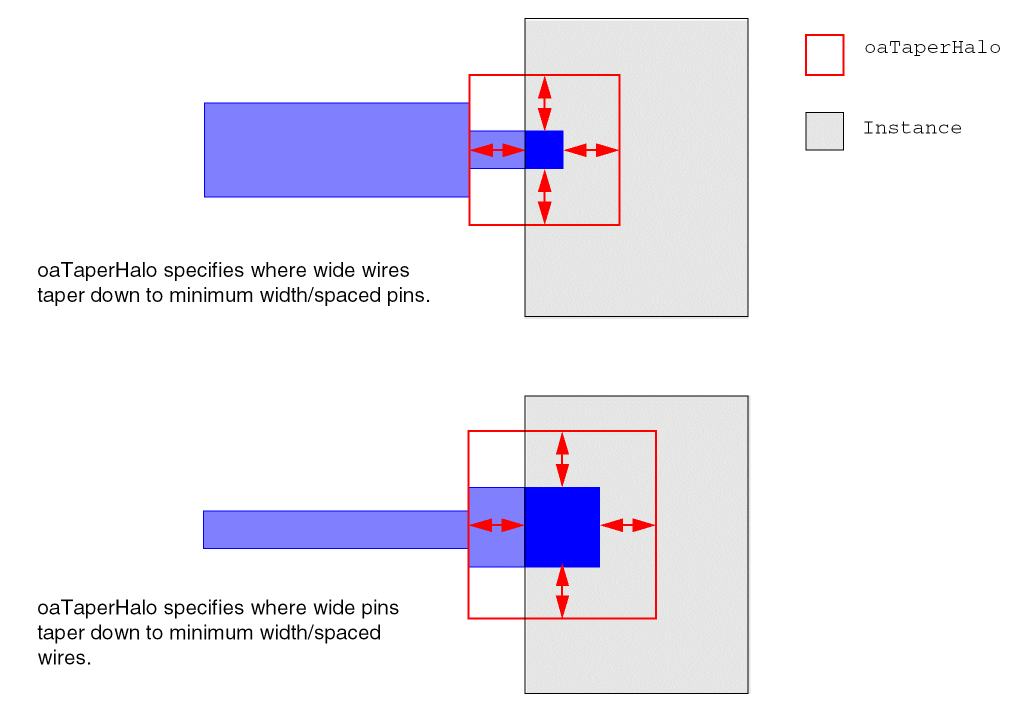 oaTaperHalo
Instance
oaTaperHalo specifies where wide wires
taper down to minimum width/spaced pins.
oaTaperHalo specifies where wide pins
taper down to minimum width/spaced
wires.